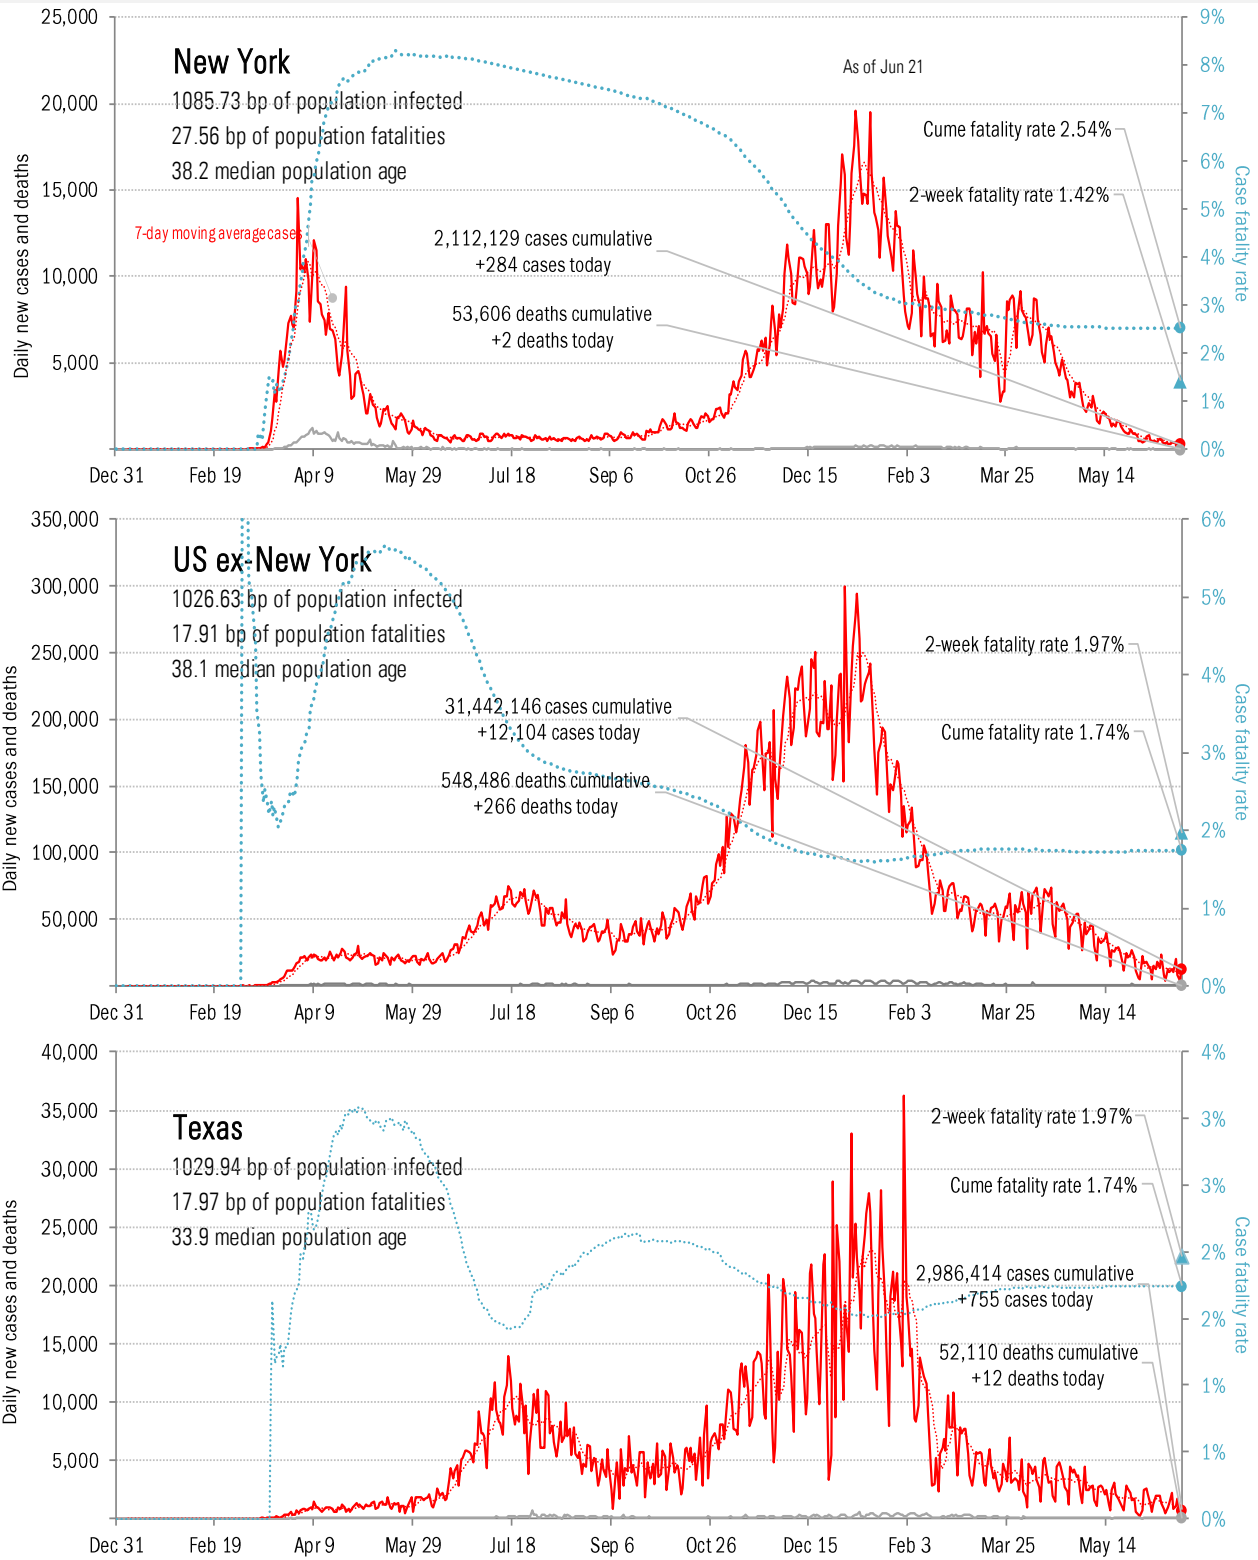 25,000
20,000
15,000
10,000
5,000
Daily new cases and deaths
New York
1085.73 bp of population infected
27.56 bp of population fatalities
38.2 median population age
7-day moving average cases
As of Jun 21
Cume fatality rate 2.54%
2-week fatality rate 1.42%
2,112,129 cases cumulative
+284 cases today
53,606 deaths cumulative
+2 deaths today
9%
8%
7%
6%
5%
4%
3%
2%
1%
0%
Case fatality rate
Dec 31 Feb 19 Apr 9 May 29 Jul 18 Sep 6 Oct 26 Dec 15 Feb 3 Mar 25 May 14
350,000
300,000
250,000
200,000
150,000
100,000
50,000
Daily new cases and deaths
US ex-New York
1026.63 bp of population infected
17.91 bp of population fatalities
38.1 median population age
2-week fatality rate 1.97%
31,442,146 cases cumulative
+12,104 cases today
Cume fatality rate 1.74%
548,486 deaths cumulative
+266 deaths today
6%
5%
4%
3%
2%
1%
0%
Case fatality rate
Dec 31 Feb 19 Apr 9 May 29 Jul 18 Sep 6 Oct 26 Dec 15 Feb 3 Mar 25 May 14
40,000
35,000
30,000
25,000
20,000
15,000
10,000
5,000
Daily new cases and deaths
Texas
1029.94 bp of population infected
17.97 bp of population fatalities
33.9 median population age
2-week fatality rate 1.97%
Cume fatality rate 1.74%
2,986,414 cases cumulative
+755 cases today
52,110 deaths cumulative
+12 deaths today
4%
3%
3%
2%
2%
1%
1%
0%
Case fatality rate
Dec 31 Feb 19 Apr 9 May 29 Jul 18 Sep 6 Oct 26 Dec 15 Feb 3 Mar 25 May 14